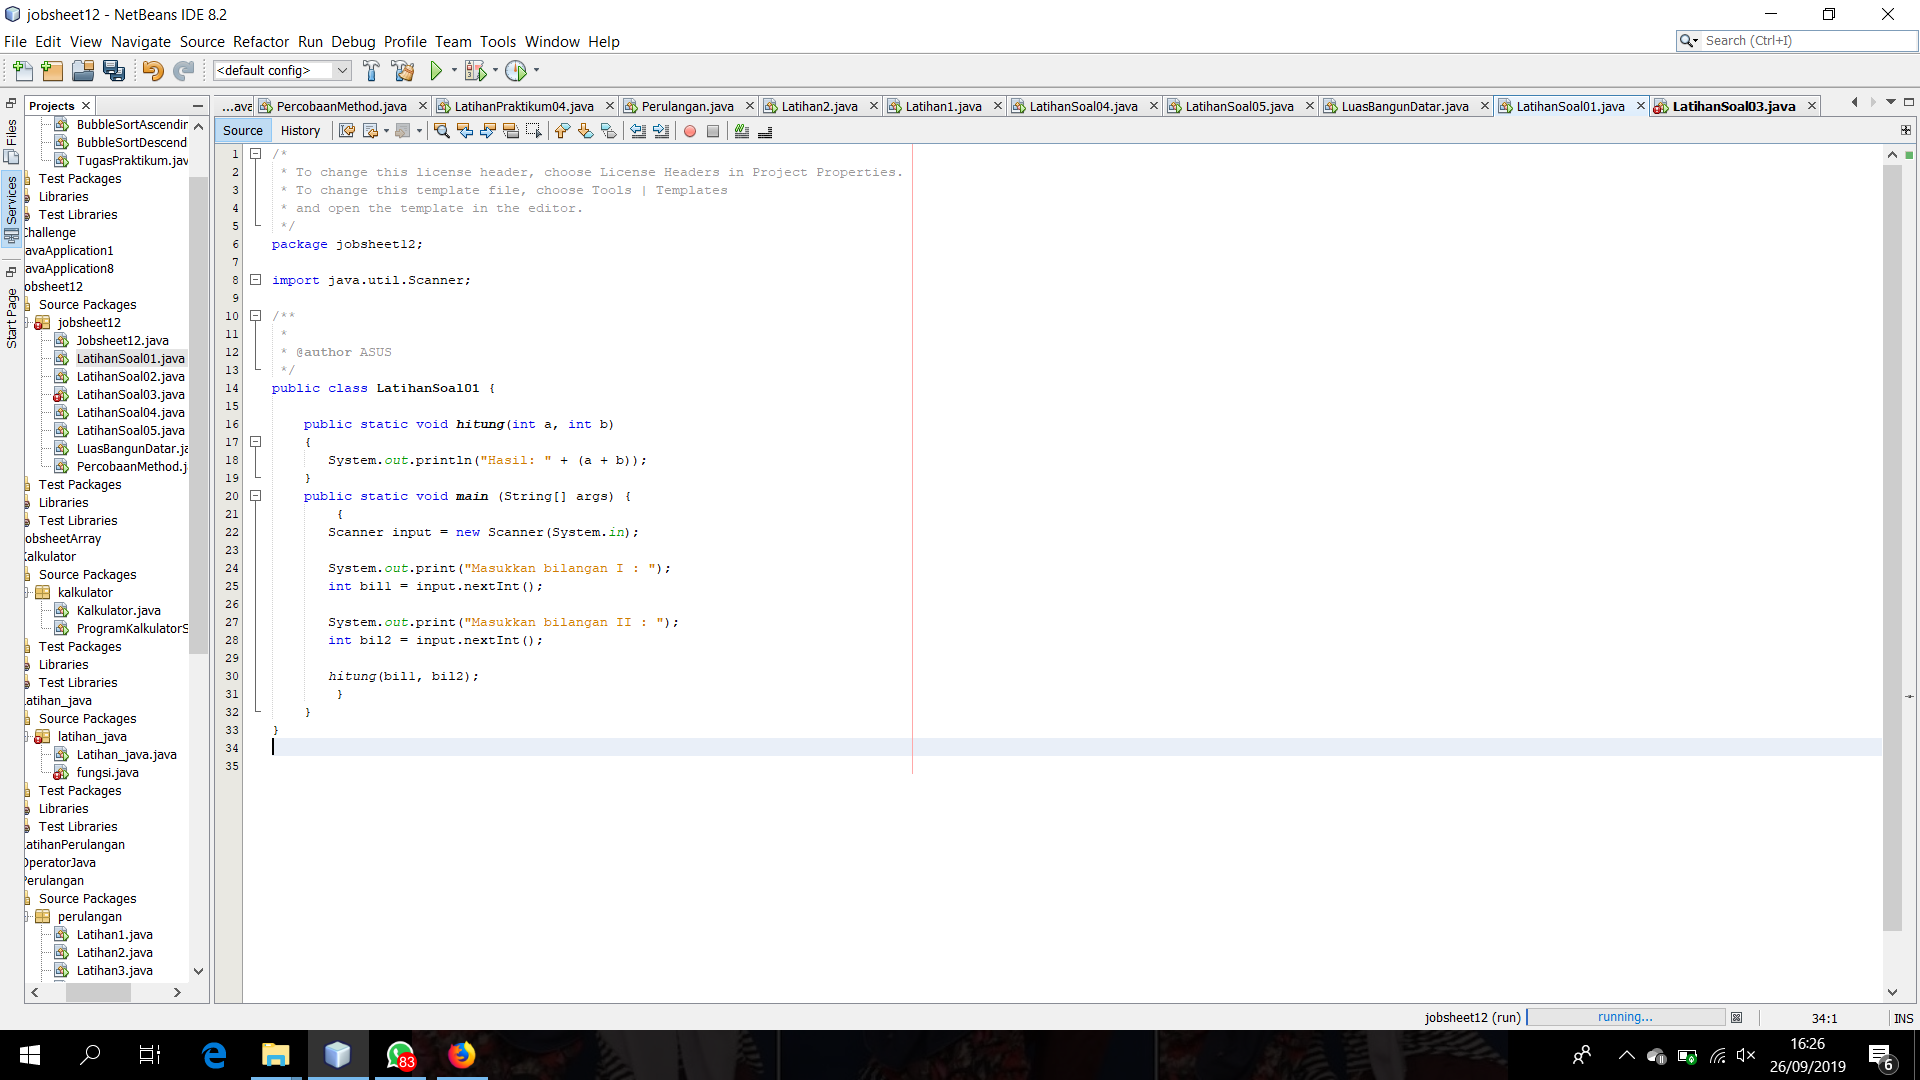 jobsheet12 - NetBeans IDE 8.2
File Edit View Navigate Source Refactor Run Debug Profile Team Tools Window Help
Search (Ctrl+I)
<default config>
Projects
...ava PercobaanMethod.java LatihanPraktikum04.java Perulangan.java Latihan2.java Latihan1.java LatihanSoal04.java LatihanSoal05.java LuasBangunDatar.java LatihanSoal01.java LatihanSoal03.java
Source History
Files
Services
Start Page
BubbleSortAscendin
BubbleSortDescend
TugasPraktikum.jav
Test Packages
Libraries
Test Libraries
Challenge
avaApplication1
avaApplication8
obsheet12
Source Packages
jobsheet12
Jobsheet12.java
LatihanSoal01.java
LatihanSoal02.java
LatihanSoal03.java
LatihanSoal04.java
LatihanSoal05.java
LuasBangunDatar.ja
PercobaanMethod.j
Test Packages
Libraries
Test Libraries
obsheetArray
Kalkulator
Source Packages
kalkulator
Kalkulator.java
ProgramKalkulatorS
Test Packages
Libraries
Test Libraries
atihan_java
Source Packages
latihan_java
Latihan_java.java
fungsi.java
Test Packages
Libraries
Test Libraries
LatihanPerulangan
OperatorJava
Perulangan
Source Packages
perulangan
Latihan1.java
Latihan2.java
Latihan3.java
1 /*
2 * To change this license header, choose License Headers in Project Properties.
3 * To change this template file, choose Tools | Templates
4 * and open the template in the editor.
5 */
6 package jobsheet12;
7
8 import java.util.Scanner;
9
10 /**
11 *
12 * @author ASUS
13 */
14 public class LatihanSoal01 {
15
16 public static void hitung(int a, int b)
17 {
18 System.out.println("Hasil: " + (a + b));
19 }
20 public static void main (String[] args) {
21 {
22 Scanner input = new Scanner(System.in);
23
24 System.out.print("Masukkan bilangan I : ");
25 int bil1 = input.nextInt();
26
27 System.out.print("Masukkan bilangan II : ");
28 int bil2 = input.nextInt();
29
30 hitung(bil1, bil2);
31 }
32 }
33 }
34
35
jobsheet12 (run) running... 34:1 INS
83
16:26
26/09/2019
6